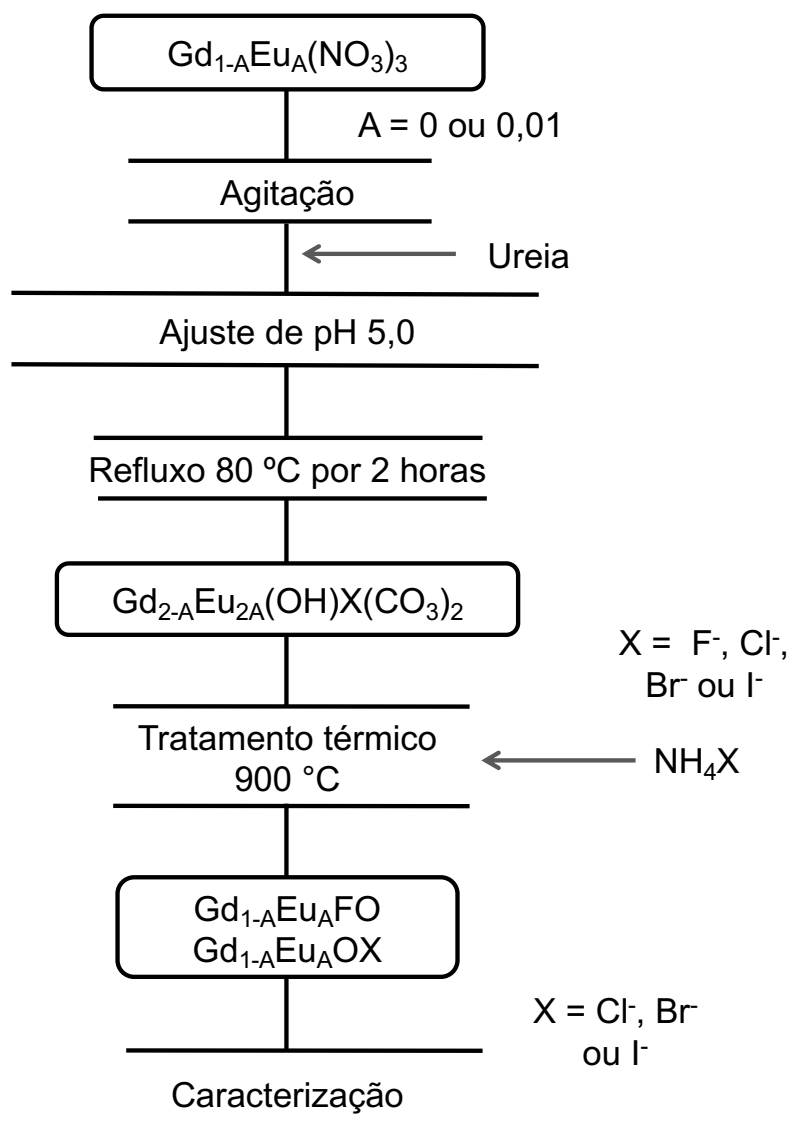 Gd₁₋ₐEuₐ(NO₃)₃
A = 0 ou 0,01
Agitação
Ureia
Ajuste de pH 5,0
Refluxo 80 ºC por 2 horas
Gd₂₋ₐEu₂ₐ(OH)X(CO₃)₂
X = F⁻, Cl⁻,
Br⁻ ou I⁻
Tratamento térmico
900 °C
NH₄X
Gd₁₋ₐEuₐFO
Gd₁₋ₐEuₐOX
X = Cl⁻, Br⁻
ou I⁻
Caracterização